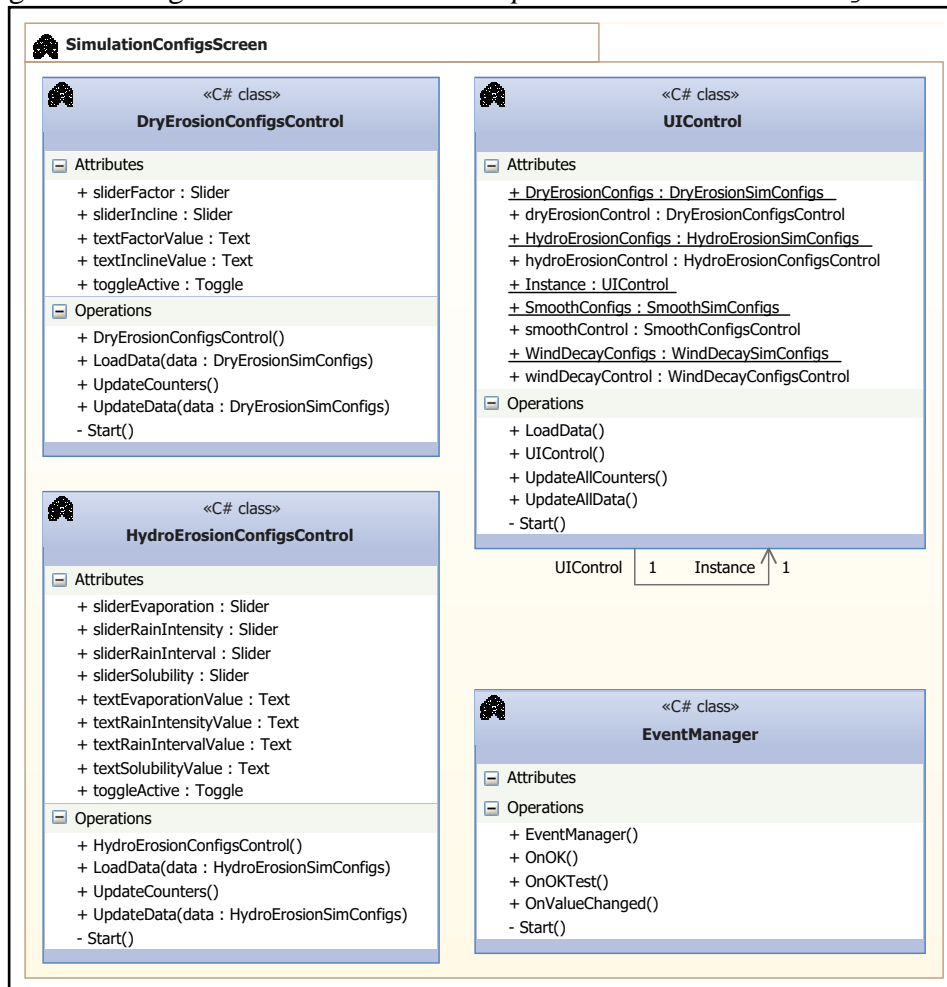 SimulationConfigsScreen
«C# class»
DryErosionConfigsControl
Attributes
+ sliderFactor : Slider
+ sliderIncline : Slider
+ textFactorValue : Text
+ textInclineValue : Text
+ toggleActive : Toggle
Operations
+ DryErosionConfigsControl()
+ LoadData(data : DryErosionSimConfigs)
+ UpdateCounters()
+ UpdateData(data : DryErosionSimConfigs)
- Start()
«C# class»
UIControl
Attributes
+ DryErosionConfigs : DryErosionSimConfigs
+ dryErosionControl : DryErosionConfigsControl
+ HydroErosionConfigs : HydroErosionSimConfigs
+ hydroErosionControl : HydroErosionConfigsControl
+ Instance : UIControl
+ SmoothConfigs : SmoothSimConfigs
+ smoothControl : SmoothConfigsControl
+ WindDecayConfigs : WindDecaySimConfigs
+ windDecayControl : WindDecayConfigsControl
Operations
+ LoadData()
+ UIControl()
+ UpdateAllCounters()
+ UpdateAllData()
- Start()
UIControl 1 Instance 1
«C# class»
HydroErosionConfigsControl
Attributes
+ sliderEvaporation : Slider
+ sliderRainIntensity : Slider
+ sliderRainInterval : Slider
+ sliderSolubility : Slider
+ textEvaporationValue : Text
+ textRainIntensityValue : Text
+ textRainIntervalValue : Text
+ textSolubilityValue : Text
+ toggleActive : Toggle
Operations
+ HydroErosionConfigsControl()
+ LoadData(data : HydroErosionSimConfigs)
+ UpdateCounters()
+ UpdateData(data : HydroErosionSimConfigs)
- Start()
«C# class»
EventManager
Attributes
Operations
+ EventManager()
+ OnOK()
+ OnOKTest()
+ OnValueChanged()
- Start()